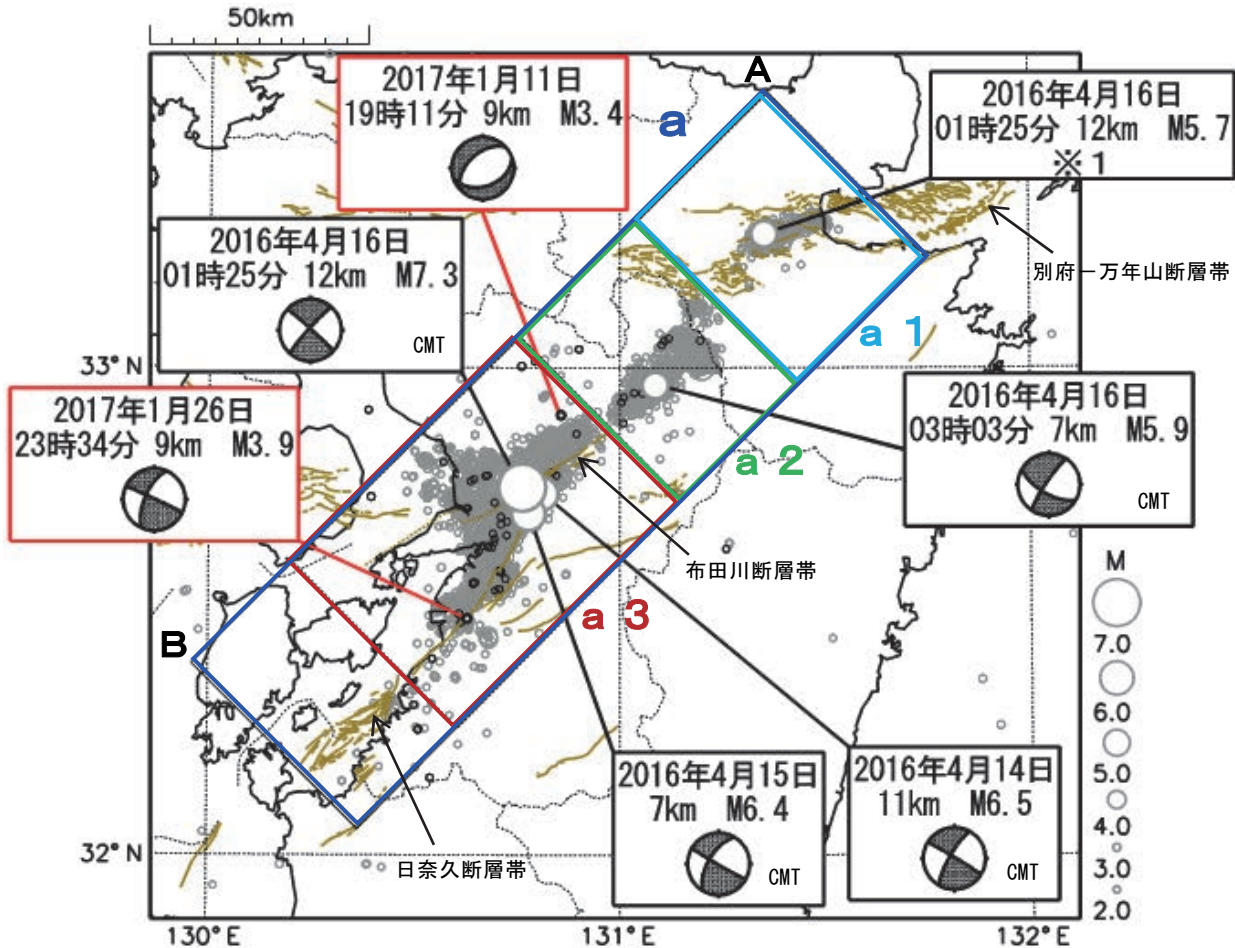 50km
2017年1月11日
19時11分 9km M3.4
A
a
2016年4月16日
01時25分 12km M5.7
※1
2016年4月16日
01時25分 12km M7.3
CMT
別府－万年山断層帯
a 1
33°N
2017年1月26日
23時34分 9km M3.9
2016年4月16日
03時03分 7km M5.9
CMT
a 2
布田川断層帯
M
7.0
6.0
5.0
4.0
3.0
2.0
a 3
B
2016年4月15日
7km M6.4
CMT
2016年4月14日
11km M6.5
CMT
32°N
日奈久断層帯
130°E
131°E
132°E